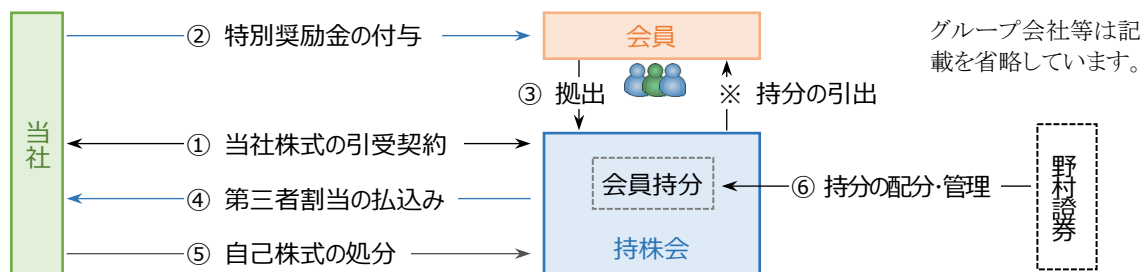 ② 特別奨励金の付与
会員
グループ会社等は記
載を省略しています。
③ 拠出
※ 持分の引出
当社
① 当社株式の引受契約
会員持分
⑥ 持分の配分・管理
野村證券
④ 第三者割当の払込み
持株会
⑤ 自己株式の処分